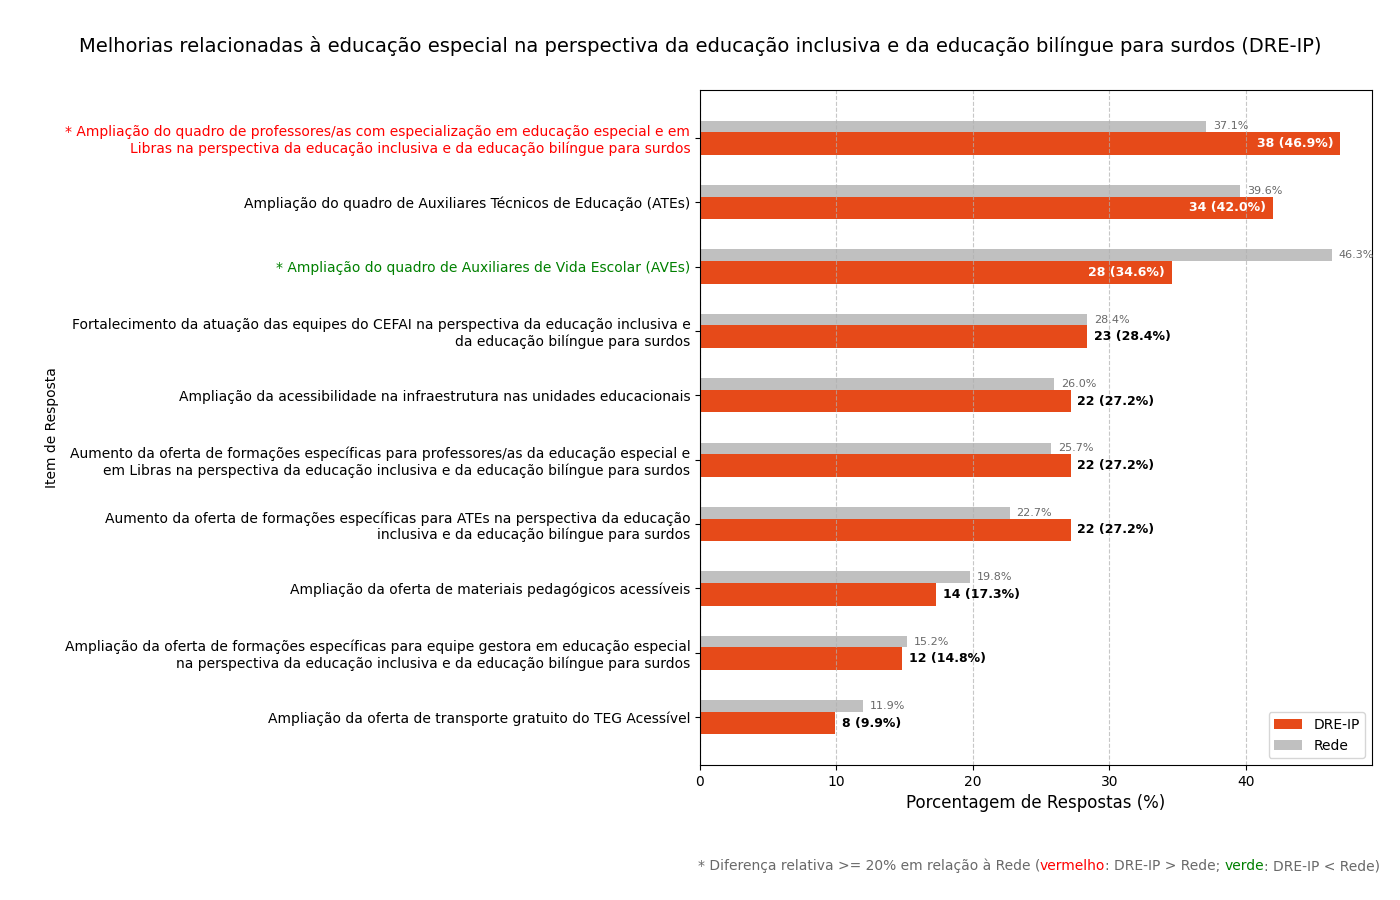 Melhorias relacionadas à educação especial na perspectiva da educação inclusiva e da educação bilíngue para surdos (DRE-IP)
* Ampliação do quadro de professores/as com especialização em educação especial e em
Libras na perspectiva da educação inclusiva e da educação bilíngue para surdos
37.1%
38 (46.9%)
Ampliação do quadro de Auxiliares Técnicos de Educação (ATEs)
39.6%
34 (42.0%)
* Ampliação do quadro de Auxiliares de Vida Escolar (AVEs)
46.3%
28 (34.6%)
Fortalecimento da atuação das equipes do CEFAI na perspectiva da educação inclusiva e
da educação bilíngue para surdos
28.4%
23 (28.4%)
Ampliação da acessibilidade na infraestrutura nas unidades educacionais
26.0%
22 (27.2%)
Aumento da oferta de formações específicas para professores/as da educação especial e
em Libras na perspectiva da educação inclusiva e da educação bilíngue para surdos
25.7%
22 (27.2%)
Aumento da oferta de formações específicas para ATEs na perspectiva da educação
inclusiva e da educação bilíngue para surdos
22.7%
22 (27.2%)
Ampliação da oferta de materiais pedagógicos acessíveis
19.8%
14 (17.3%)
Ampliação da oferta de formações específicas para equipe gestora em educação especial
na perspectiva da educação inclusiva e da educação bilíngue para surdos
15.2%
12 (14.8%)
Ampliação da oferta de transporte gratuito do TEG Acessível
11.9%
8 (9.9%)
Item de Resposta
DRE-IP
Rede
0 10 20 30 40
Porcentagem de Respostas (%)
* Diferença relativa >= 20% em relação à Rede (vermelho: DRE-IP > Rede; verde: DRE-IP < Rede)